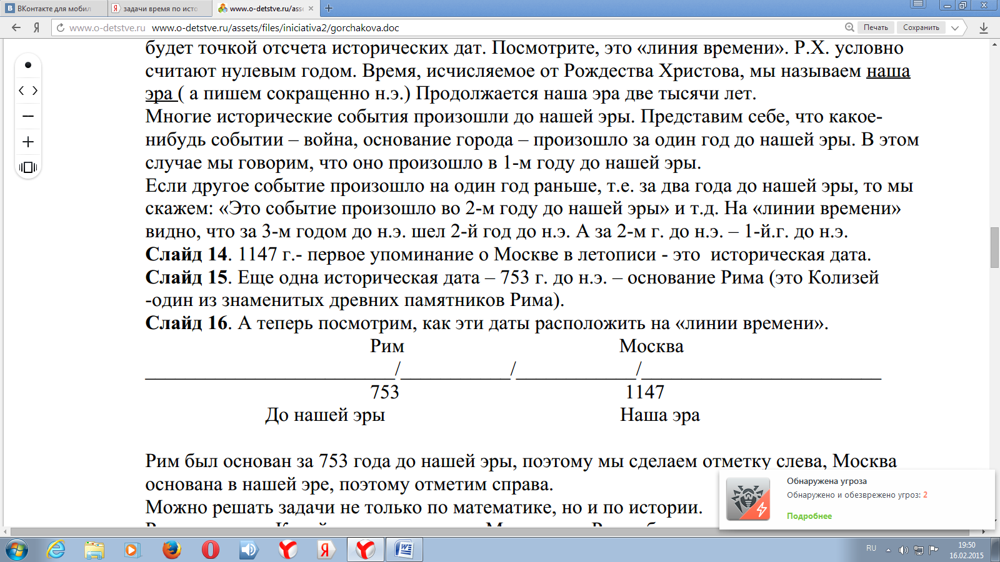 ВКонтакте для мобил
задачи время по исто
www.o-detstve.ru/asse
www.o-detstve.ru www.o-detstve.ru/assets/files/iniciativa2/gorchakova.doc
Печать
Сохранить
будет точкой отсчета исторических дат. Посмотрите, это «линия времени». Р.Х. условно
считают нулевым годом. Время, исчисляемое от Рождества Христова, мы называем наша
эра ( а пишем сокращенно н.э.) Продолжается наша эра две тысячи лет.
Многие исторические события произошли до нашей эры. Представим себе, что какое-
нибудь событии – война, основание города – произошло за один год до нашей эры. В этом
случае мы говорим, что оно произошло в 1-м году до нашей эры.
Если другое событие произошло на один год раньше, т.е. за два года до нашей эры, то мы
скажем: «Это событие произошло во 2-м году до нашей эры» и т.д. На «линии времени»
видно, что за 3-м годом до н.э. шел 2-й год до н.э. А за 2-м г. до н.э. – 1-й.г. до н.э.
Слайд 14. 1147 г.- первое упоминание о Москве в летописи - это  историческая дата.
Слайд 15. Еще одна историческая дата – 753 г. до н.э. – основание Рима (это Колизей
-один из знаменитых древних памятников Рима).
Слайд 16. А теперь посмотрим, как эти даты расположить на «линии времени».
Рим Москва
_________________________/___________/____________/________________________
753 1147
До нашей эры Наша эра
Рим был основан за 753 года до нашей эры, поэтому мы сделаем отметку слева, Москва
основана в нашей эре, поэтому отметим справа.
Можно решать задачи не только по математике, но и по истории.
Обнаружена угроза
Обнаружено и обезврежено угроз: 2
Подробнее
RU
19:50
16.02.2015